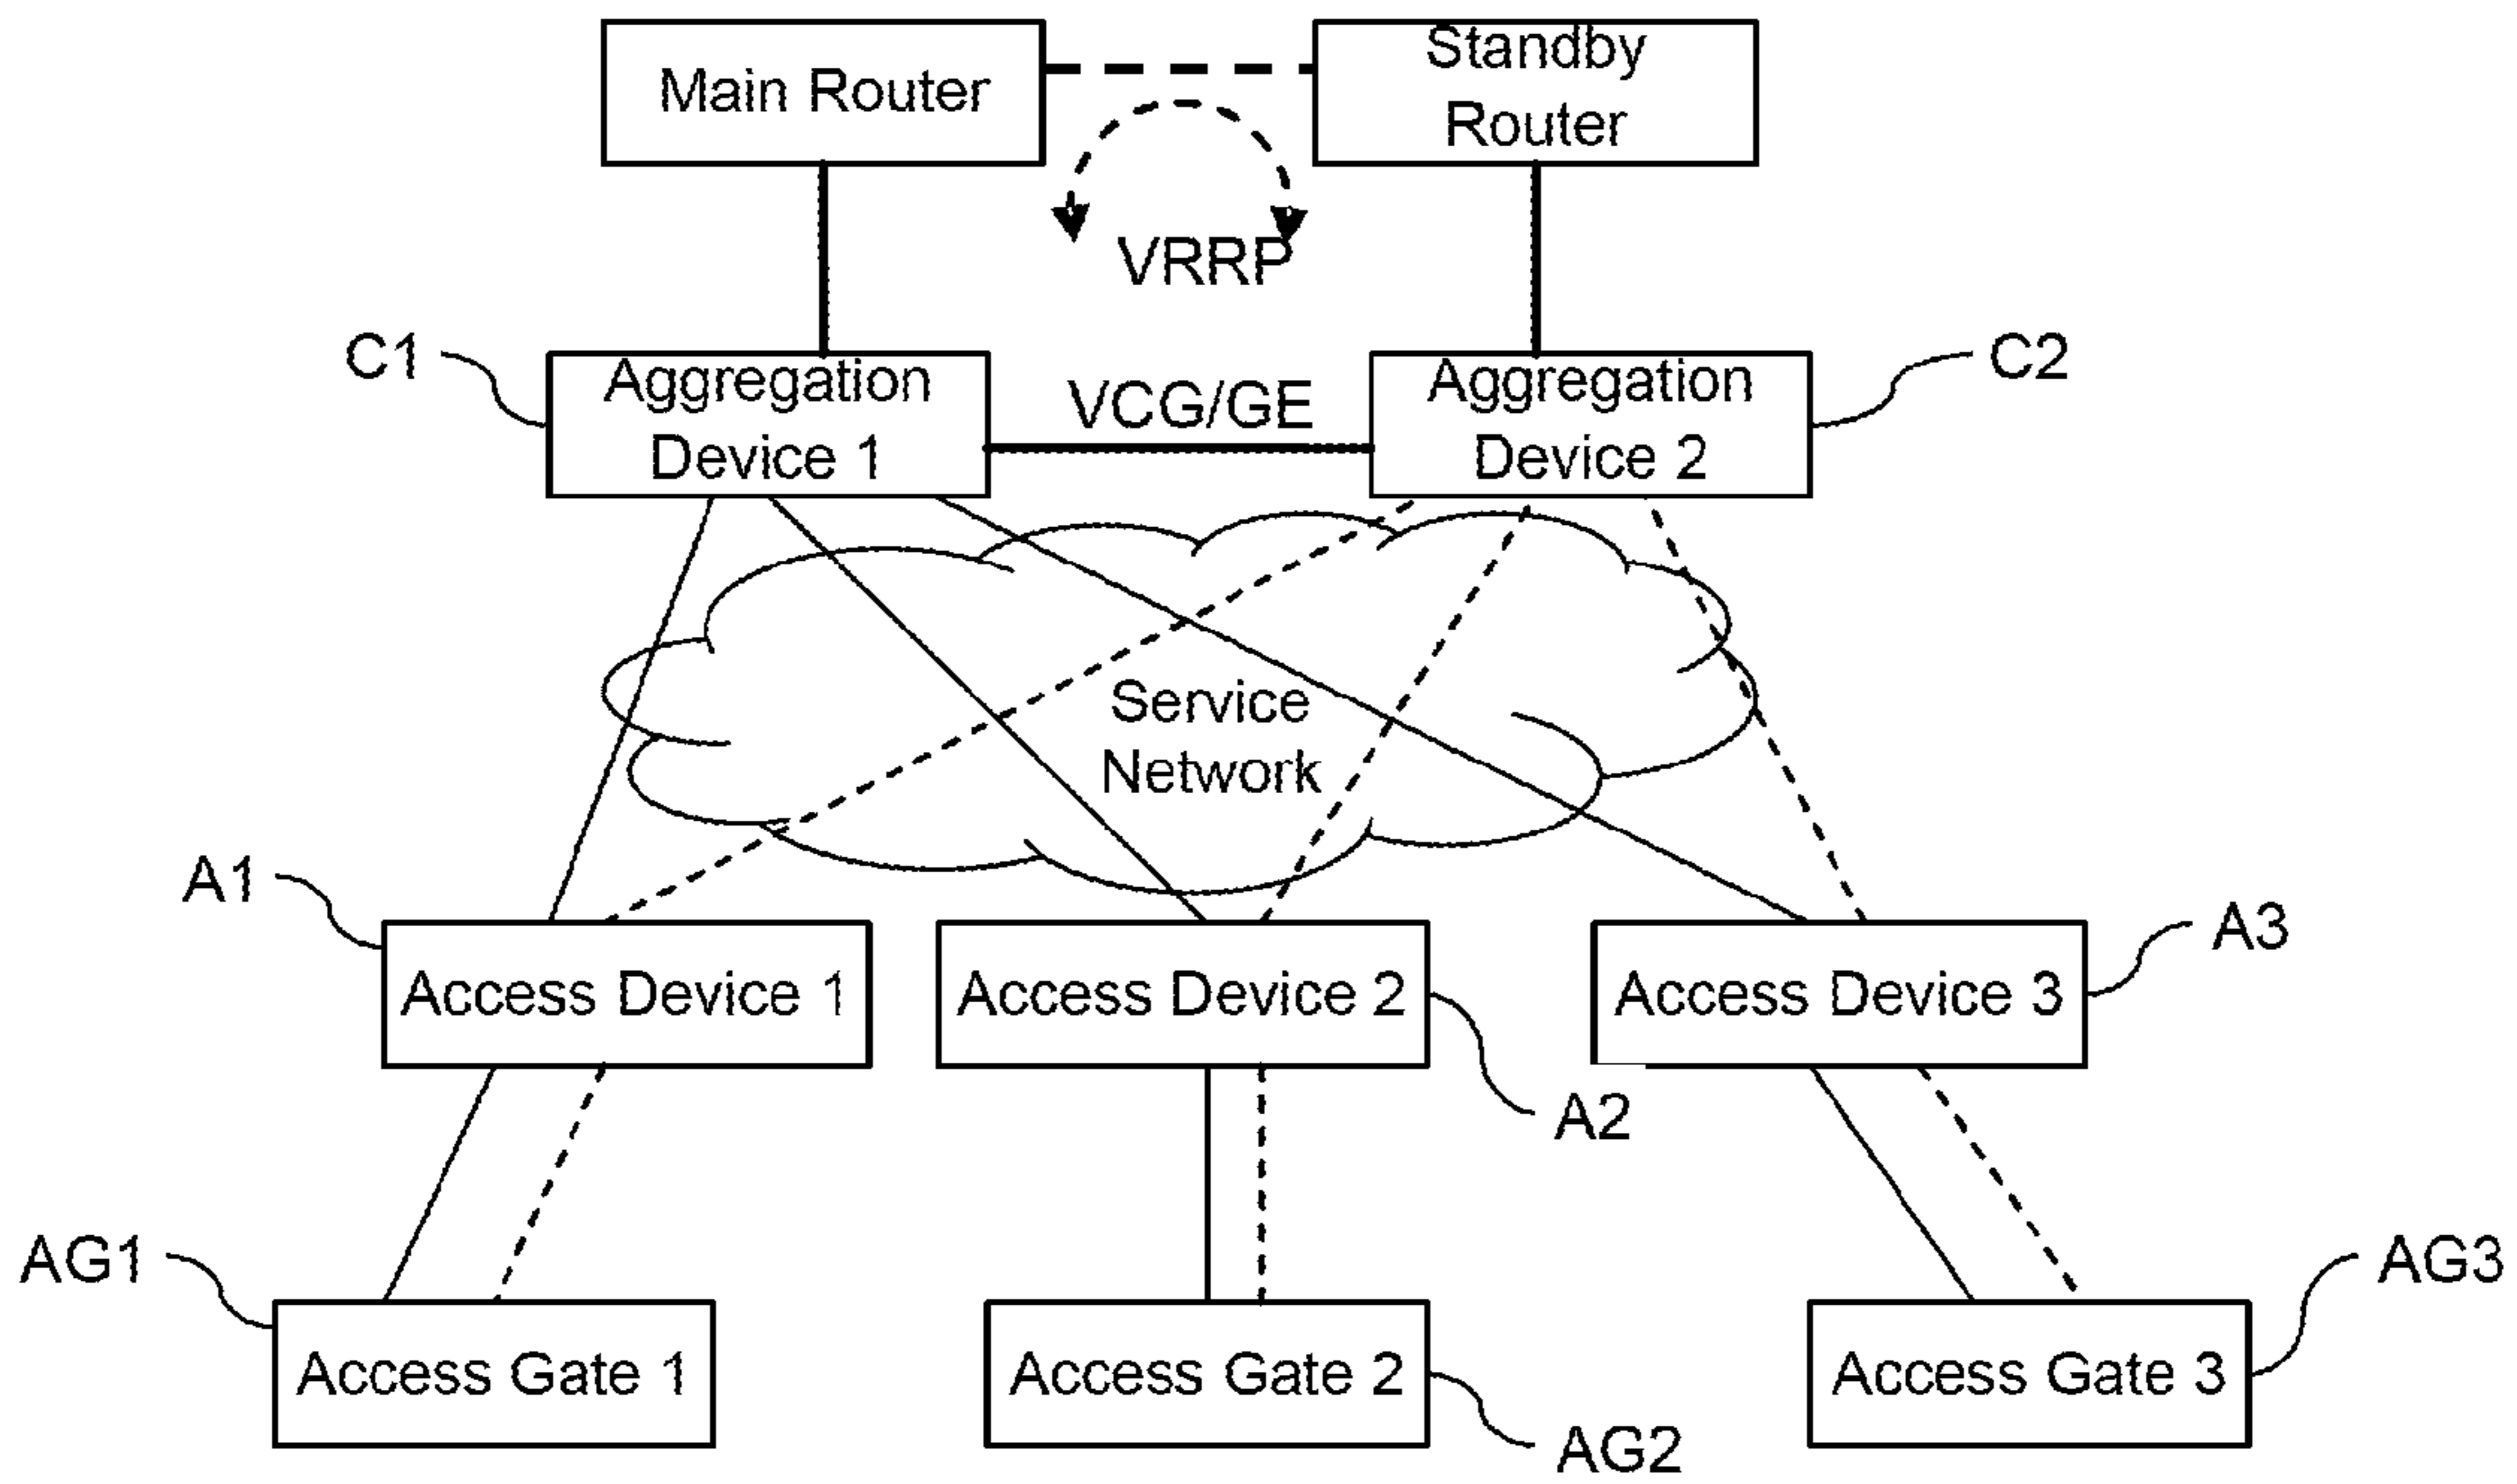 Main Router
Standby
Router
VRRP
C1
Aggregation
Device 1
VCG/GE
Aggregation
Device 2
C2
Service
Network
A1
Access Device 1
Access Device 2
Access Device 3
A3
A2
AG1
Access Gate 1
Access Gate 2
Access Gate 3
AG3
AG2